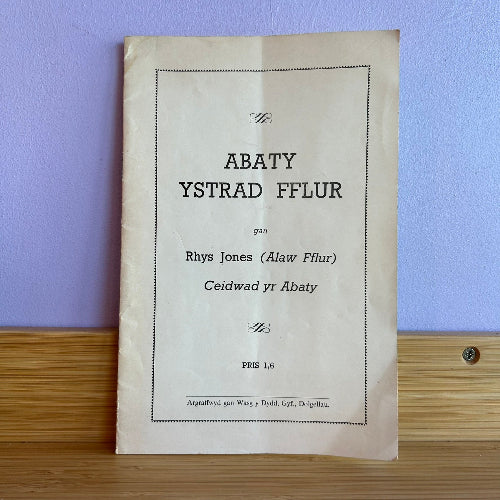 ABATY
YSTRAD FFLUR
gan
Rhys Jones (Alaw Fflur)
Ceidwad yr Abaty
PRIS 1,6
Argraffwyd gan Wasg y Dydd, Cyf., Dolgellau.